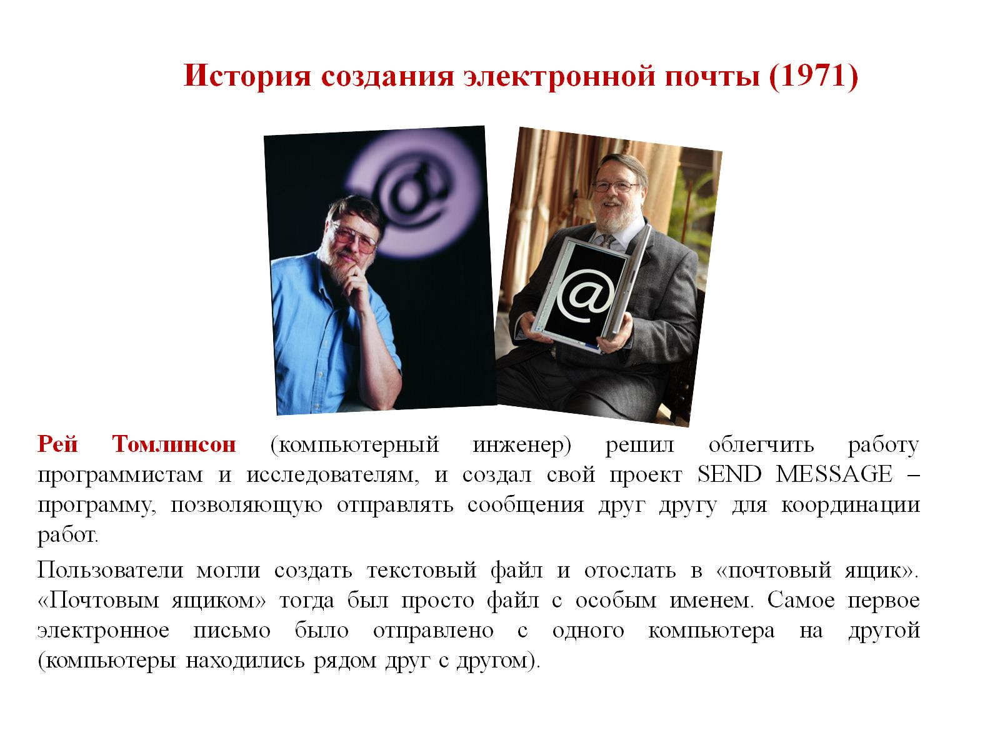 История создания электронной почты (1971)
@
@
Рей Томлинсон (компьютерный инженер) решил облегчить работу
программистам и исследователям, и создал свой проект SEND MESSAGE –
программу, позволяющую отправлять сообщения друг другу для координации
работ.
Пользователи могли создать текстовый файл и отослать в «почтовый ящик».
«Почтовым ящиком» тогда был просто файл с особым именем. Самое первое
электронное письмо было отправлено с одного компьютера на другой
(компьютеры находились рядом друг с другом).